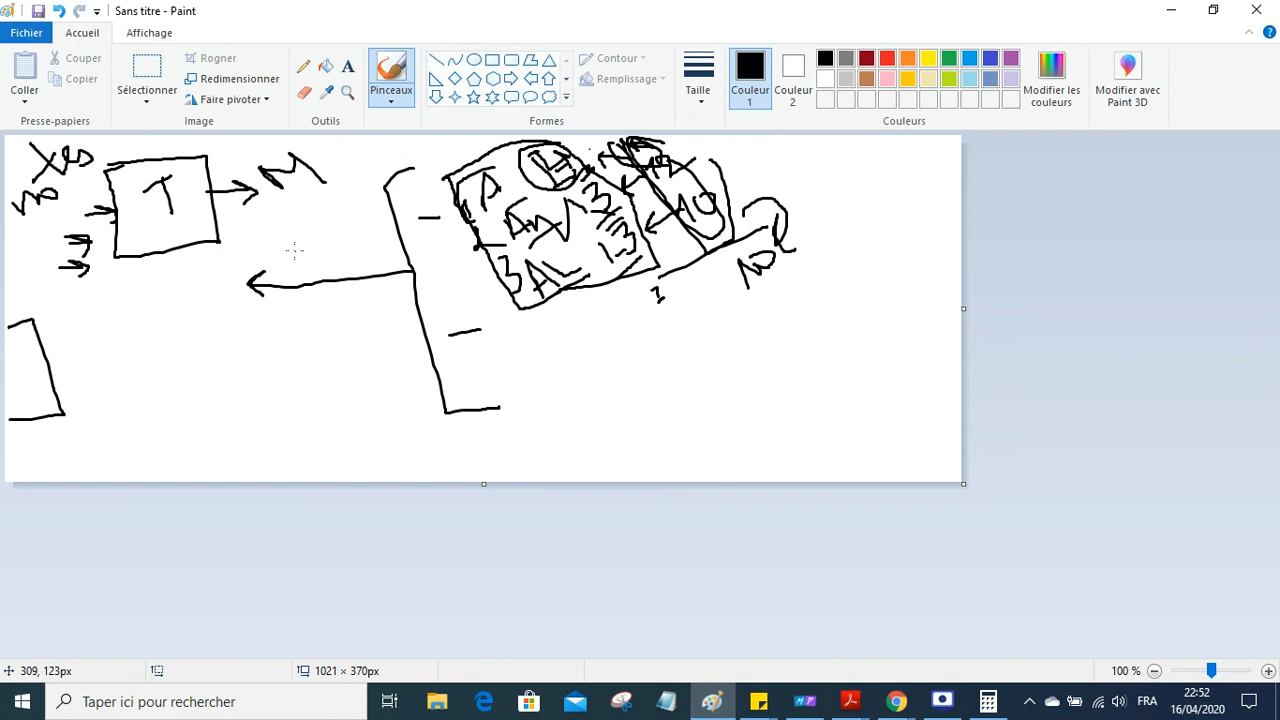 Sans titre - Paint
Fichier Accueil Affichage
Coller
Couper
Copier
Presse-papiers
Sélectionner
Rogner
Redimensionner
Faire pivoter
Image
A
Outils
Pinceaux
Formes
Contour
Remplissage
Taille
Couleur 1
Couleur 2
Modifier les couleurs
Couleurs
Modifier avec Paint 3D
Yes
no
T
M
309, 123px
1021 × 370px
100 %
Taper ici pour rechercher
FRA
22:52
16/04/2020